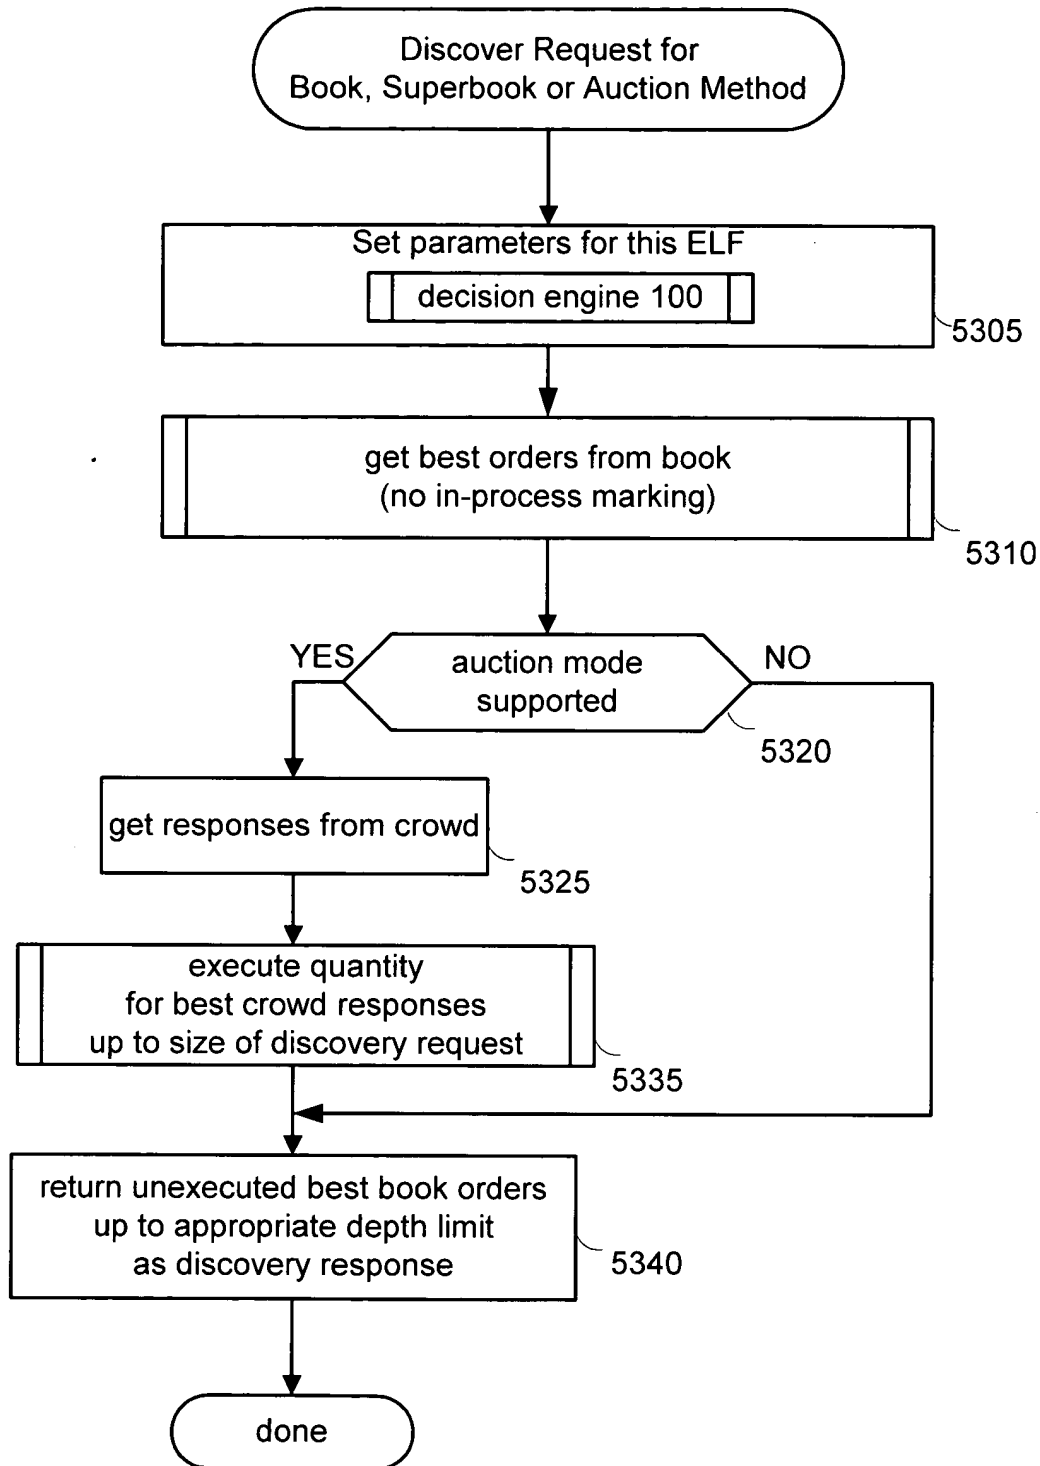 Discover Request for
Book, Superbook or Auction Method
Set parameters for this ELF
decision engine 100
5305
get best orders from book
(no in-process marking)
5310
YES
auction mode
supported
NO
5320
get responses from crowd
5325
execute quantity
for best crowd responses
up to size of discovery request
5335
return unexecuted best book orders
up to appropriate depth limit
as discovery response
5340
done